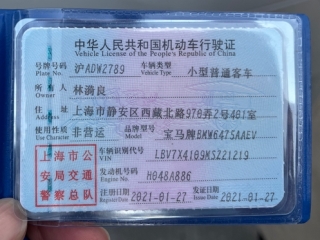 中华人民共和国机动车行驶证
Vehicle License of the People's Republic of China
号牌号码 Plate No. 沪ADW2789 车辆类型 Vehicle Type 小型普通客车
所有人 Owner 林满良
住址 Address 上海市静安区西藏北路970弄2号401室
使用性质 Use Character 非营运 品牌型号 Model 宝马牌BMW6475AAEV
上海市公安局交通警察总队
车辆识别代号 VIN LBV7X4109MSZ21219
发动机号码 Engine No. H048A886
注册日期 2021-01-27 发证日期 Issue Date 2021-01-27